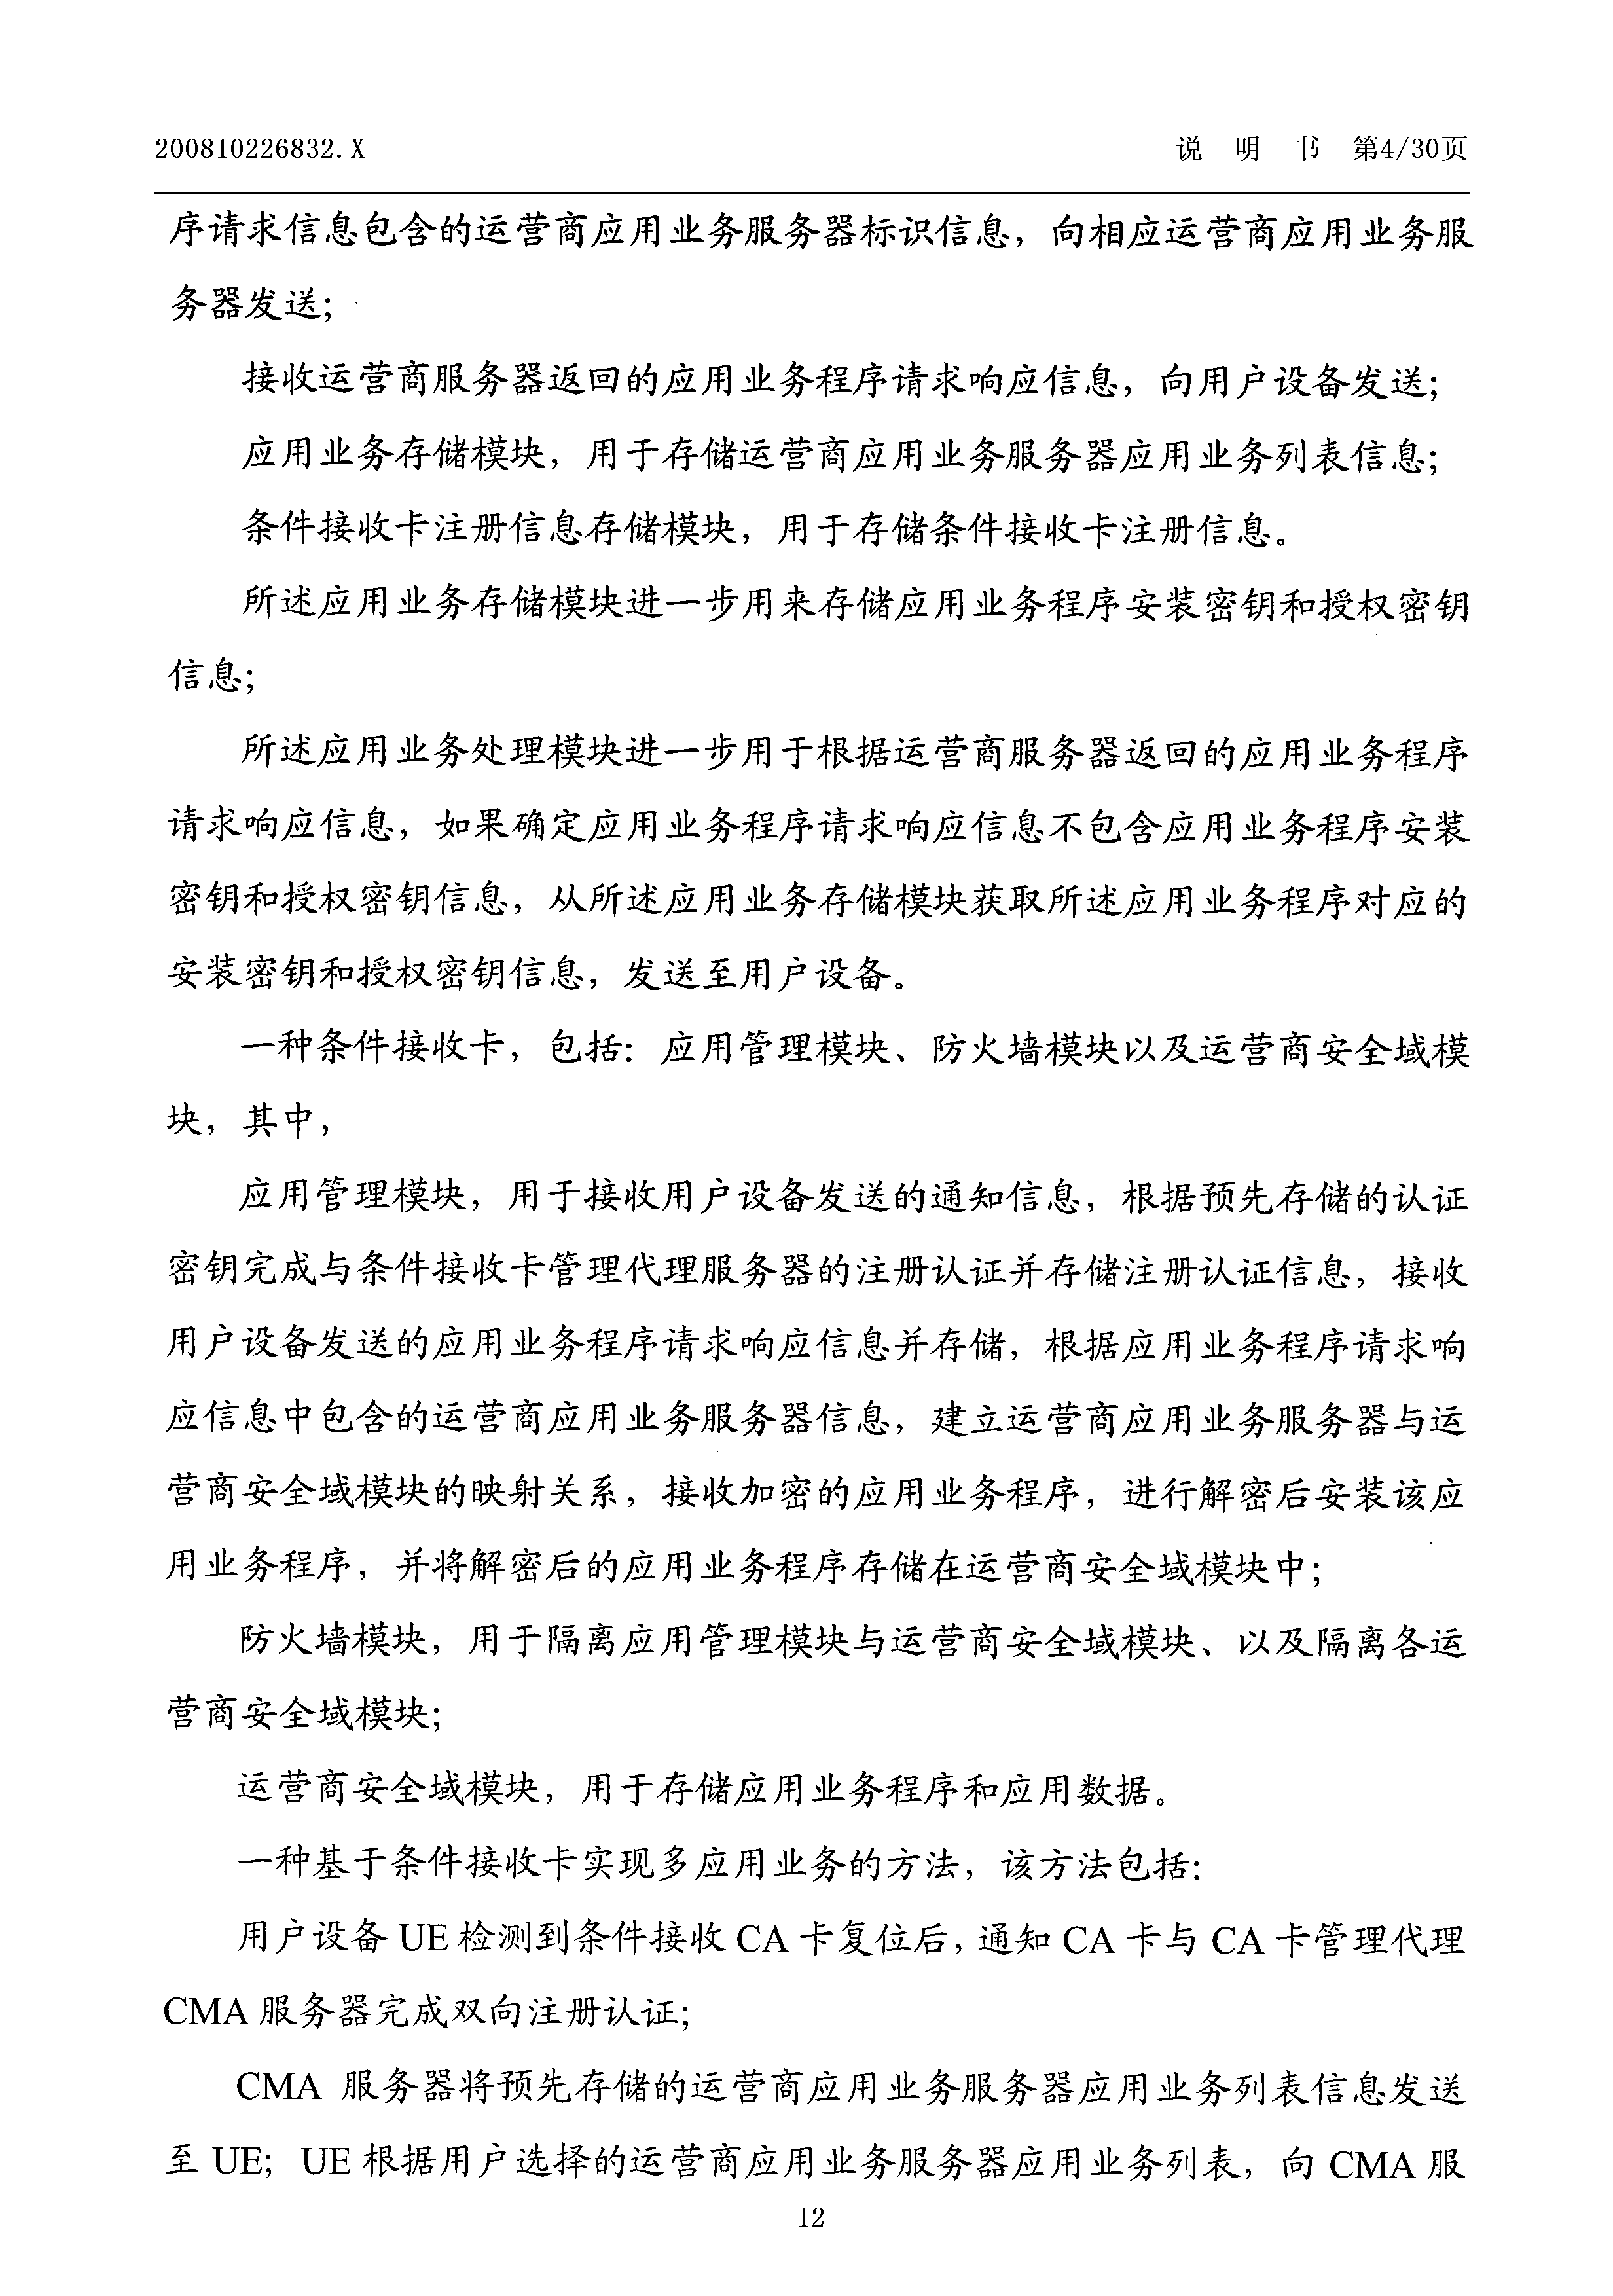 200810226832.X 说 明 书 第4/30页
序请求信息包含的运营商应用业务服务器标识信息，向相应运营商应用业务服
务器发送；
接收运营商服务器返回的应用业务程序请求响应信息，向用户设备发送；
应用业务存储模块，用于存储运营商应用业务服务器应用业务列表信息；
条件接收卡注册信息存储模块，用于存储条件接收卡注册信息。
所述应用业务存储模块进一步用来存储应用业务程序安装密钥和授权密钥
信息；
所述应用业务处理模块进一步用于根据运营商服务器返回的应用业务程序
请求响应信息，如果确定应用业务程序请求响应信息不包含应用业务程序安装
密钥和授权密钥信息，从所述应用业务存储模块获取所述应用业务程序对应的
安装密钥和授权密钥信息，发送至用户设备。
一种条件接收卡，包括：应用管理模块、防火墙模块以及运营商安全域模
块，其中，
应用管理模块，用于接收用户设备发送的通知信息，根据预先存储的认证
密钥完成与条件接收卡管理代理服务器的注册认证并存储注册认证信息，接收
用户设备发送的应用业务程序请求响应信息并存储，根据应用业务程序请求响
应信息中包含的运营商应用业务服务器信息，建立运营商应用业务服务器与运
营商安全域模块的映射关系，接收加密的应用业务程序，进行解密后安装该应
用业务程序，并将解密后的应用业务程序存储在运营商安全域模块中；
防火墙模块，用于隔离应用管理模块与运营商安全域模块、以及隔离各运
营商安全域模块；
运营商安全域模块，用于存储应用业务程序和应用数据。
一种基于条件接收卡实现多应用业务的方法，该方法包括：
用户设备 UE 检测到条件接收 CA 卡复位后，通知 CA 卡与 CA 卡管理代理
CMA 服务器完成双向注册认证；
CMA 服务器将预先存储的运营商应用业务服务器应用业务列表信息发送
至 UE；UE 根据用户选择的运营商应用业务服务器应用业务列表，向 CMA 服
12